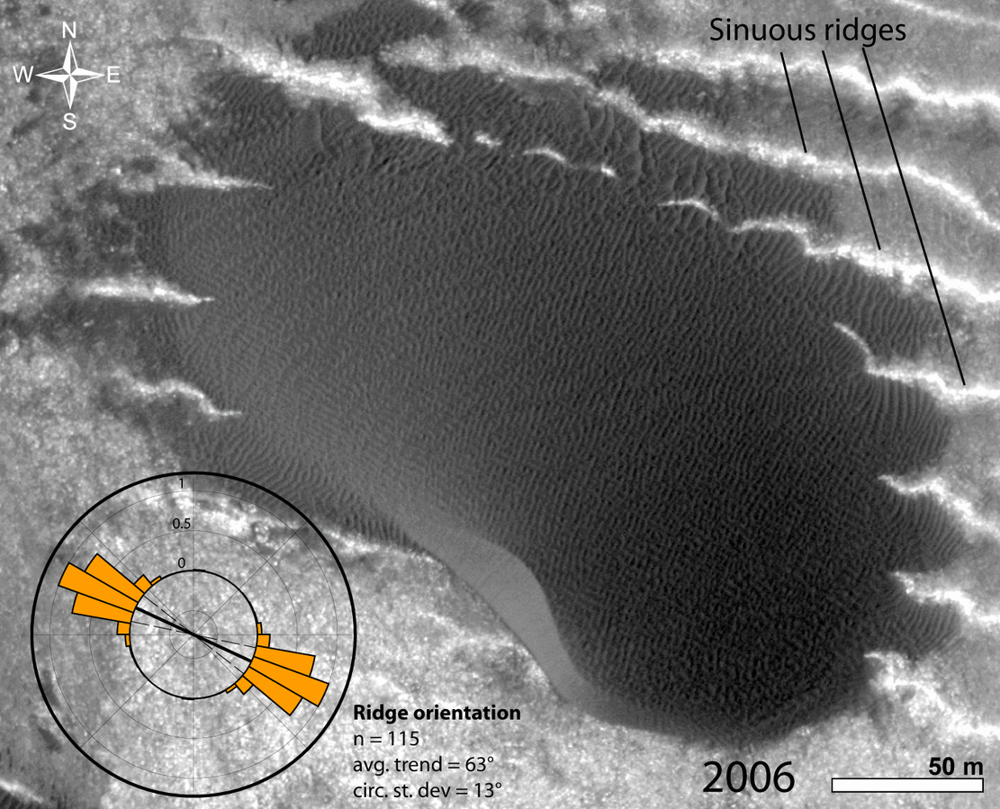 Sinuous ridges
N
W E
S
1
0.5
0
Ridge orientation
n = 115
avg. trend = 63°
circ. st. dev = 13°
2006
50 m